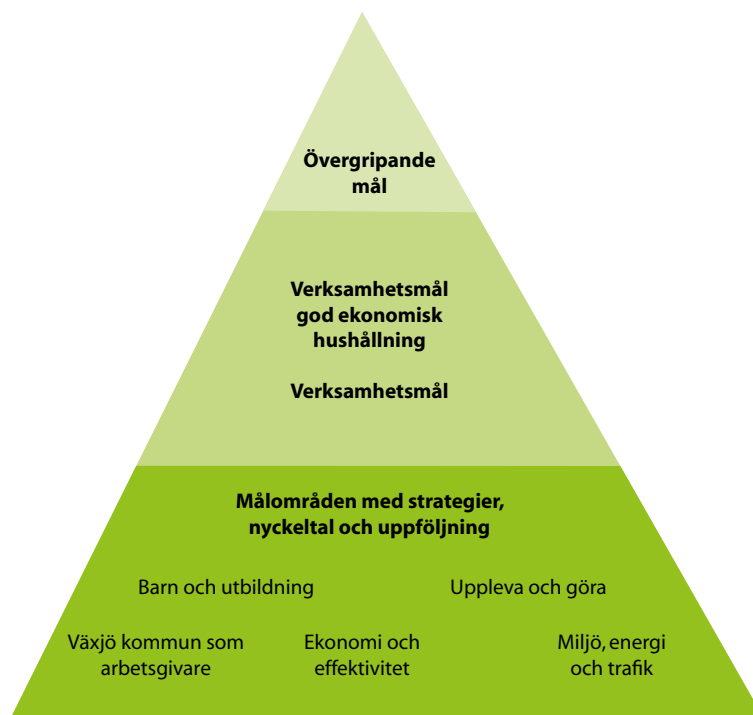 Övergripande
mål
Verksamhetsmål
god ekonomisk
hushållning
Verksamhetsmål
Målområden med strategier,
nyckeltal och uppföljning
Barn och utbildning
Uppleva och göra
Växjö kommun som
arbetsgivare
Ekonomi och
effektivitet
Miljö, energi
och trafik